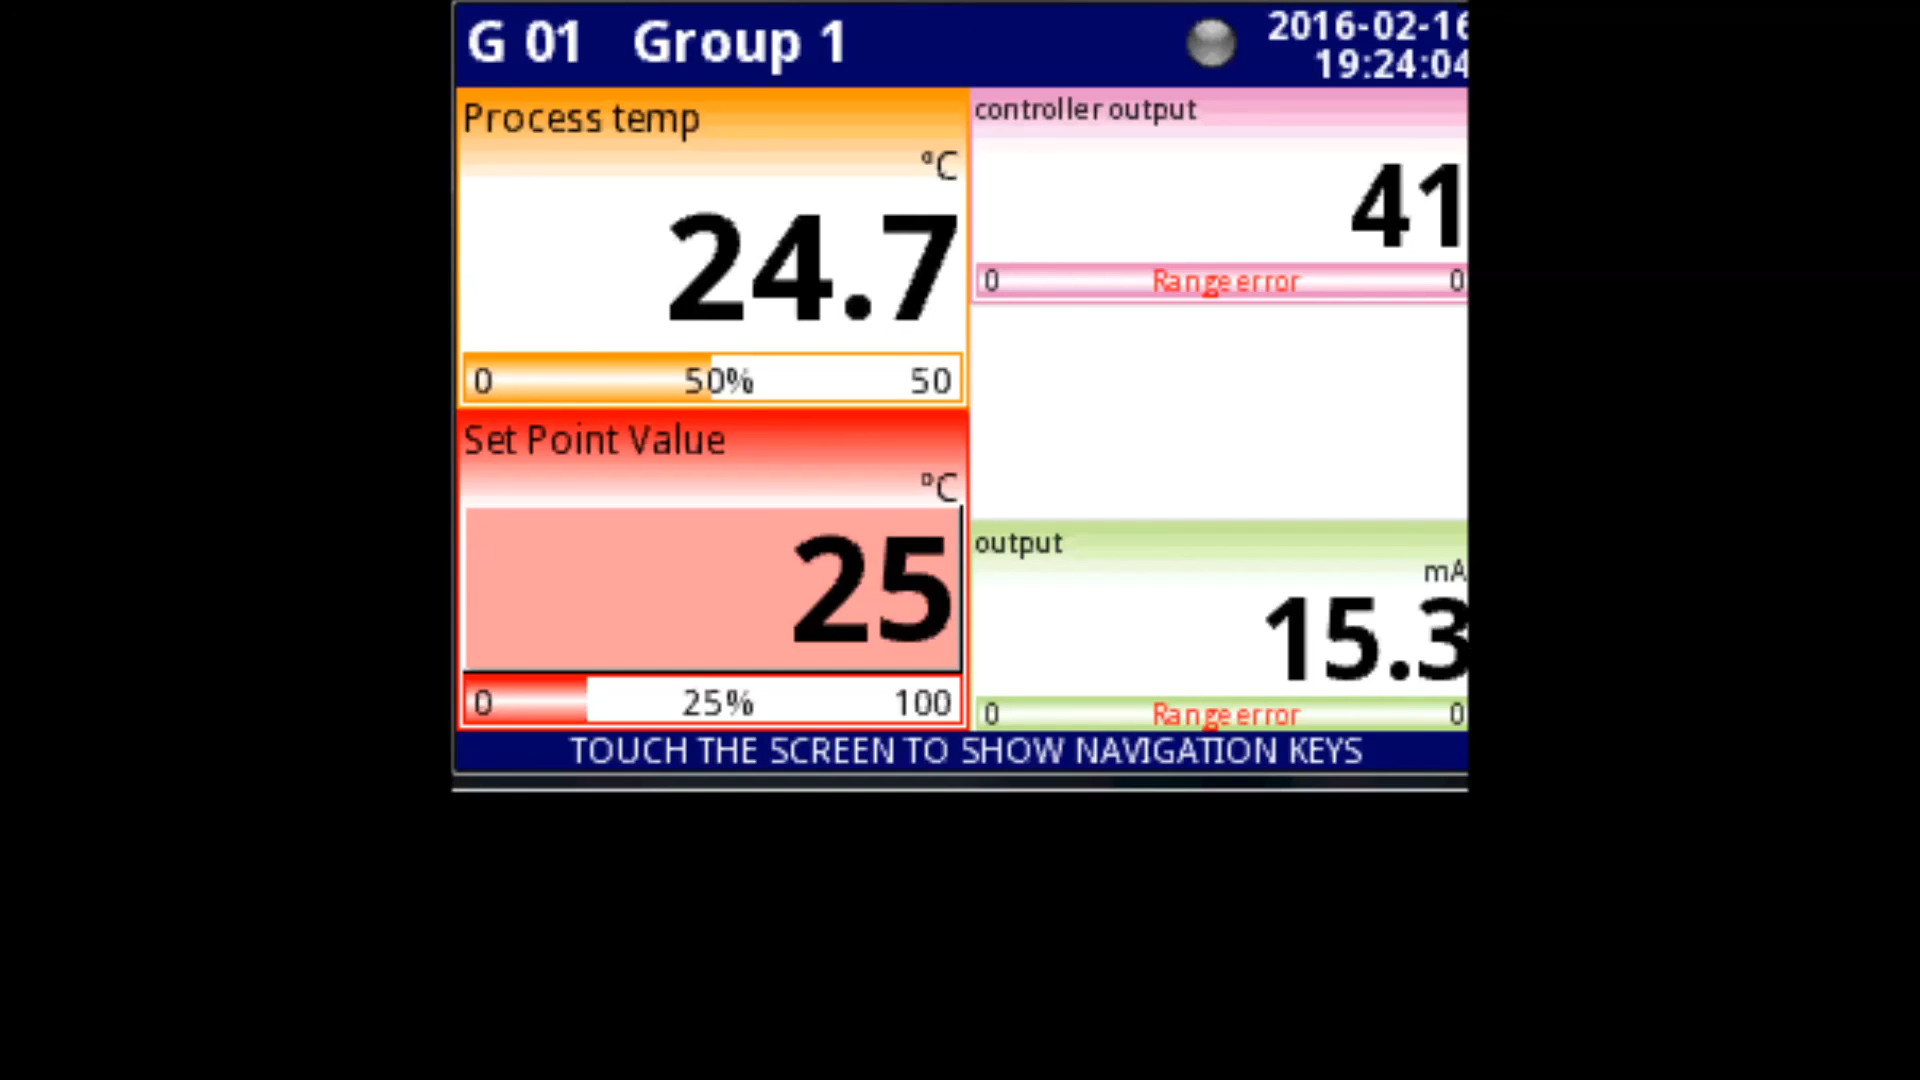 G 01 Group 1
2016-02-16
19:24:04
Process temp
°C
24.7
0 50% 50
Set Point Value
°C
25
0 25% 100
controller output
41
0 Range error 0
output
mA
15.3
0 Range error 0
TOUCH THE SCREEN TO SHOW NAVIGATION KEYS